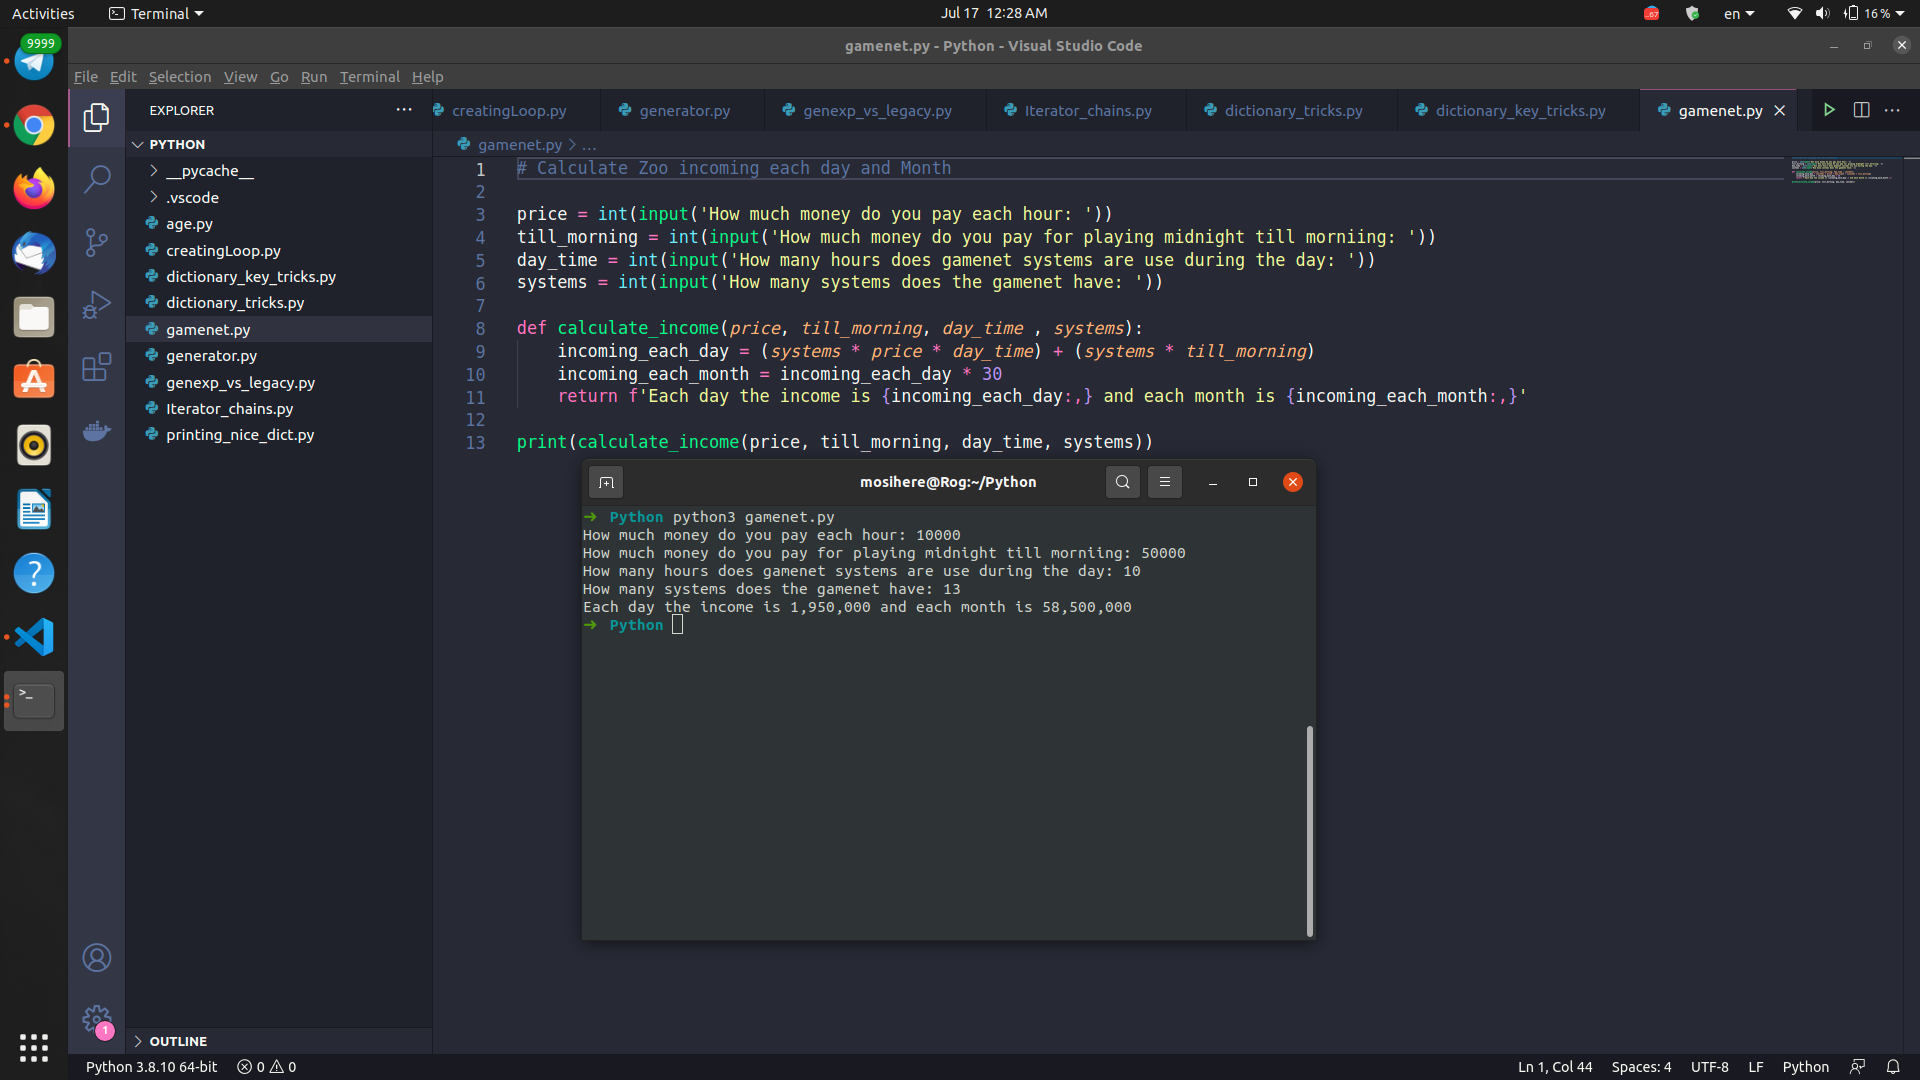 Activities
Terminal
Jul 17 12:28 AM
.67
en
16 %
9999
gamenet.py - Python - Visual Studio Code
File Edit Selection View Go Run Terminal Help
EXPLORER
PYTHON
__pycache__
.vscode
age.py
creatingLoop.py
dictionary_key_tricks.py
dictionary_tricks.py
gamenet.py
generator.py
genexp_vs_legacy.py
Iterator_chains.py
printing_nice_dict.py
OUTLINE
creatingLoop.py generator.py genexp_vs_legacy.py Iterator_chains.py dictionary_tricks.py dictionary_key_tricks.py gamenet.py
gamenet.py > ...
1 # Calculate Zoo incoming each day and Month
2
3 price = int(input('How much money do you pay each hour: '))
4 till_morning = int(input('How much money do you pay for playing midnight till morniing: '))
5 day_time = int(input('How many hours does gamenet systems are use during the day: '))
6 systems = int(input('How many systems does the gamenet have: '))
7
8 def calculate_income(price, till_morning, day_time , systems):
9 incoming_each_day = (systems * price * day_time) + (systems * till_morning)
10 incoming_each_month = incoming_each_day * 30
11 return f'Each day the income is {incoming_each_day:,} and each month is {incoming_each_month:,}'
12
13 print(calculate_income(price, till_morning, day_time, systems))
mosihere@Rog:~/Python
→ Python python3 gamenet.py
How much money do you pay each hour: 10000
How much money do you pay for playing midnight till morniing: 50000
How many hours does gamenet systems are use during the day: 10
How many systems does the gamenet have: 13
Each day the income is 1,950,000 and each month is 58,500,000
→ Python
1
Python 3.8.10 64-bit 0 0
Ln 1, Col 44 Spaces: 4 UTF-8 LF Python